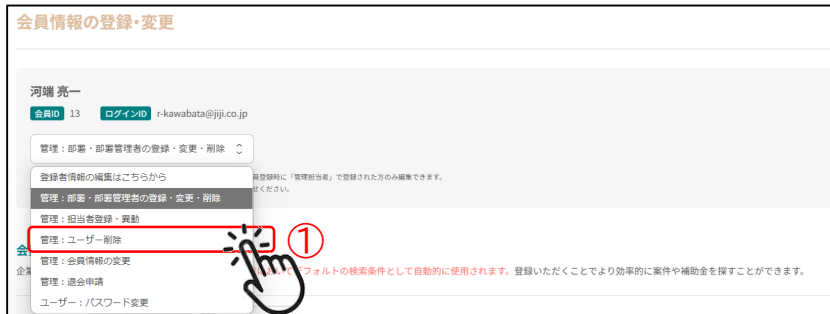 会員情報の登録・変更
河端 亮一
会員ID 13 ログインID r-kawabata@jiji.co.jp
管理：部署・部署管理者の登録・変更・削除
登録者情報の編集はこちらから
員登録時に「管理担当者」で登録された方のみ編集できます。
管理：部署・部署管理者の登録・変更・削除
せください。
管理：担当者登録・異動
管理：ユーザー削除
①
会
管理：会員情報の変更
企業
いてデフォルトの検索条件として自動的に使用されます。登録いただくことでより効率的に案件や補助金を探すことができます。
管理：退会申請
ユーザー：パスワード変更